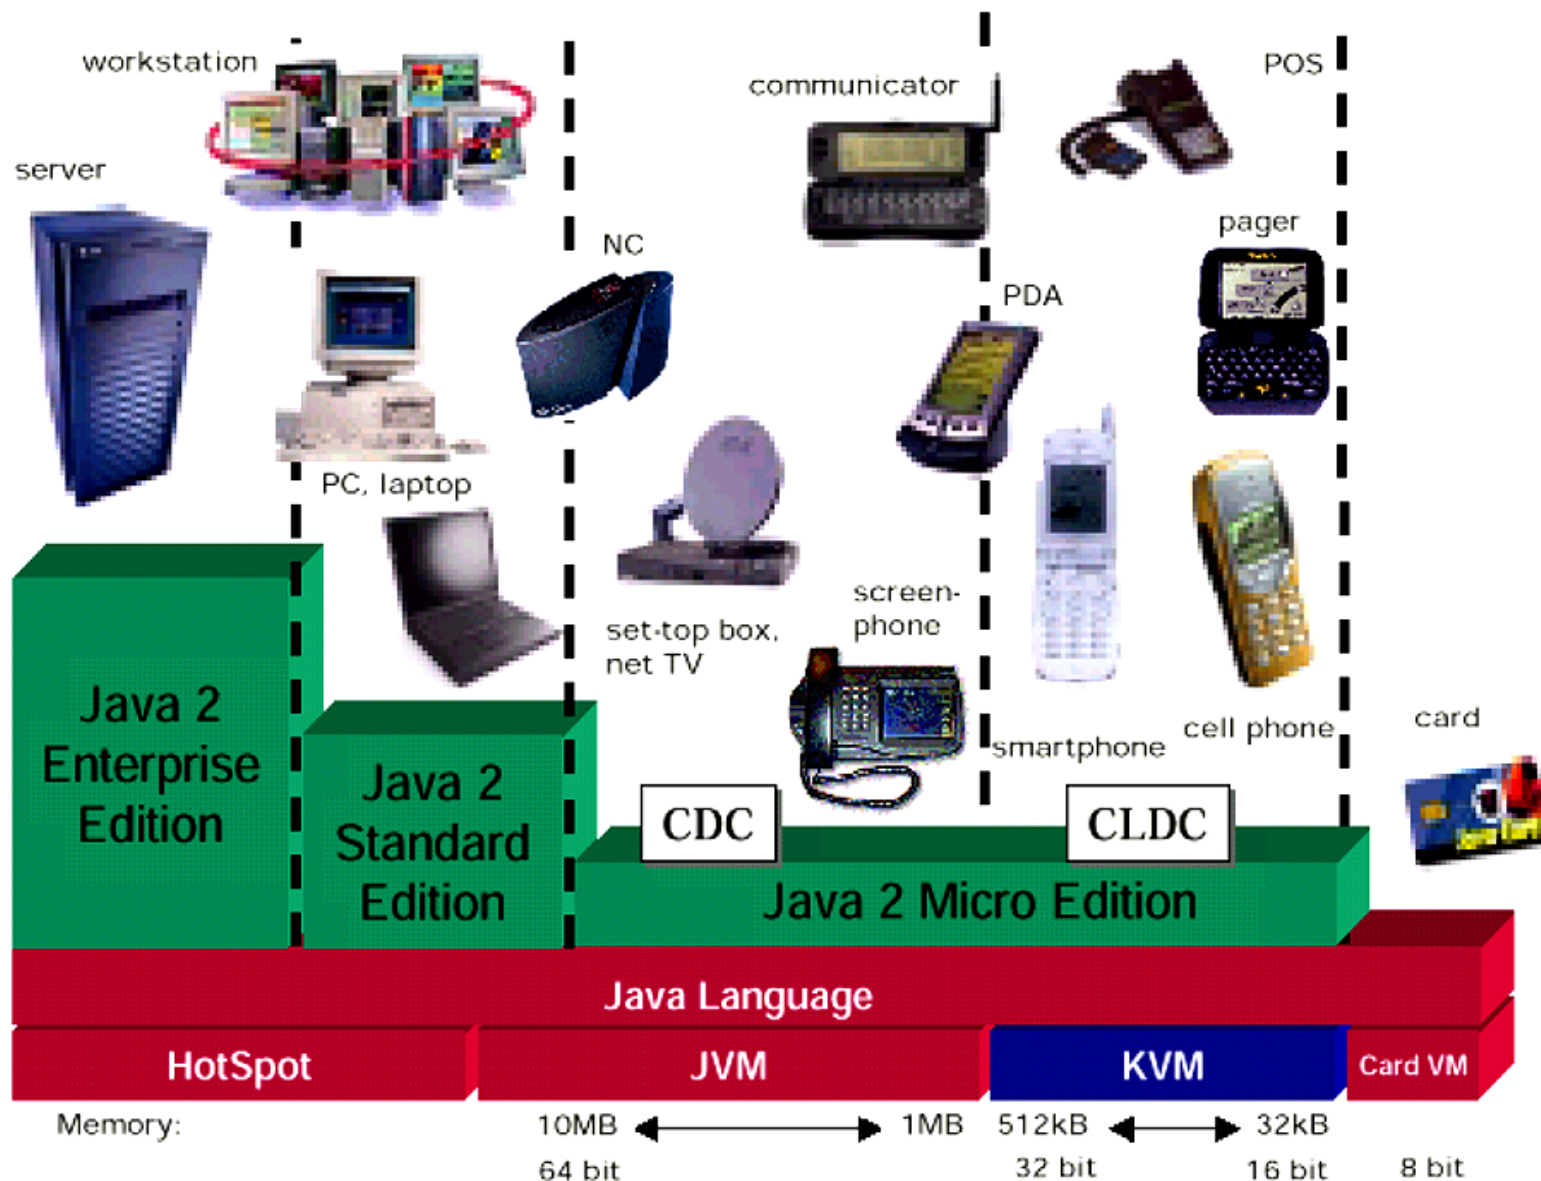 workstation
server
communicator
POS
NC
pager
PDA
PC, laptop
set-top box,
net TV
screen-
phone
smartphone
cell phone
card
Java 2
Enterprise
Edition
Java 2
Standard
Edition
CDC
CLDC
Java 2 Micro Edition
Java Language
HotSpot
JVM
KVM
Card VM
Memory:
10MB
1MB
512kB
32kB
64 bit
32 bit
16 bit
8 bit